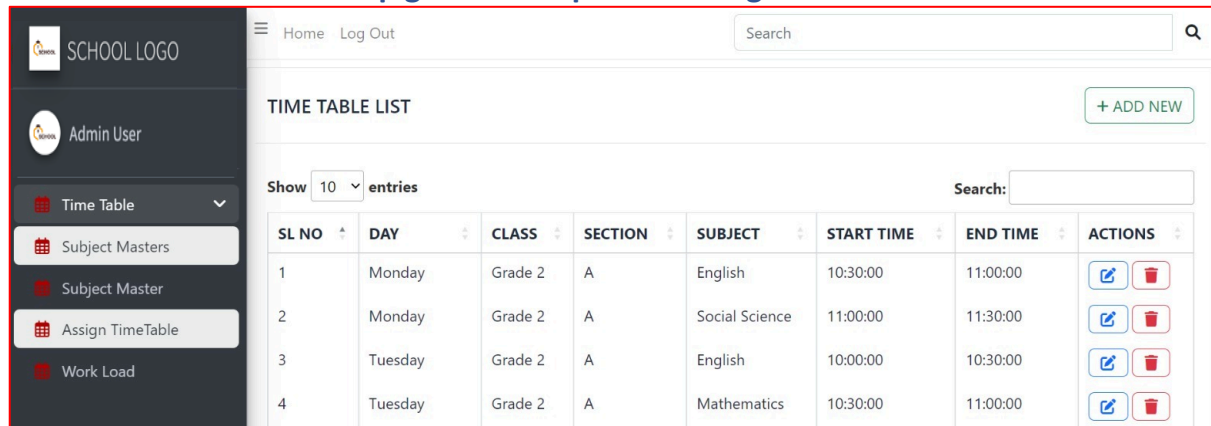 SCHOOL LOGO
Admin User
Time Table
Subject Masters
Subject Master
Assign TimeTable
Work Load
Home Log Out
Search
TIME TABLE LIST
+ ADD NEW
Show 10 entries
Search:
SL NO DAY CLASS SECTION SUBJECT START TIME END TIME ACTIONS
1 Monday Grade 2 A English 10:30:00 11:00:00
2 Monday Grade 2 A Social Science 11:00:00 11:30:00
3 Tuesday Grade 2 A English 10:00:00 10:30:00
4 Tuesday Grade 2 A Mathematics 10:30:00 11:00:00